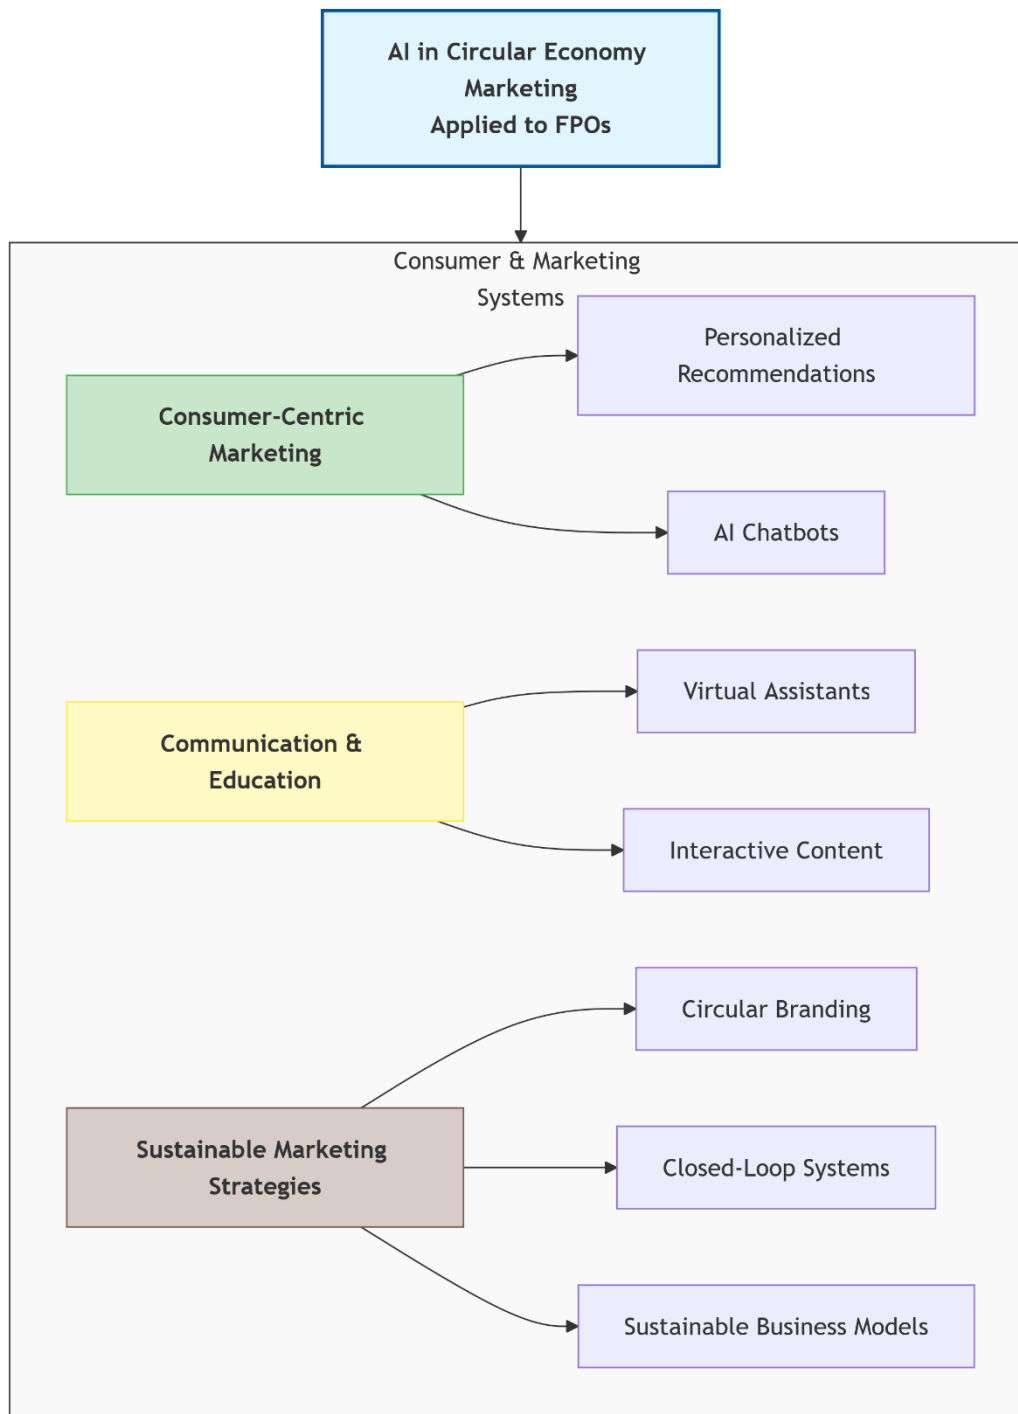 AI in Circular Economy
Marketing
Applied to FPOs
Consumer & Marketing
Systems
Personalized
Recommendations
Consumer-Centric
Marketing
AI Chatbots
Virtual Assistants
Communication &
Education
Interactive Content
Circular Branding
Sustainable Marketing
Strategies
Closed-Loop Systems
Sustainable Business Models